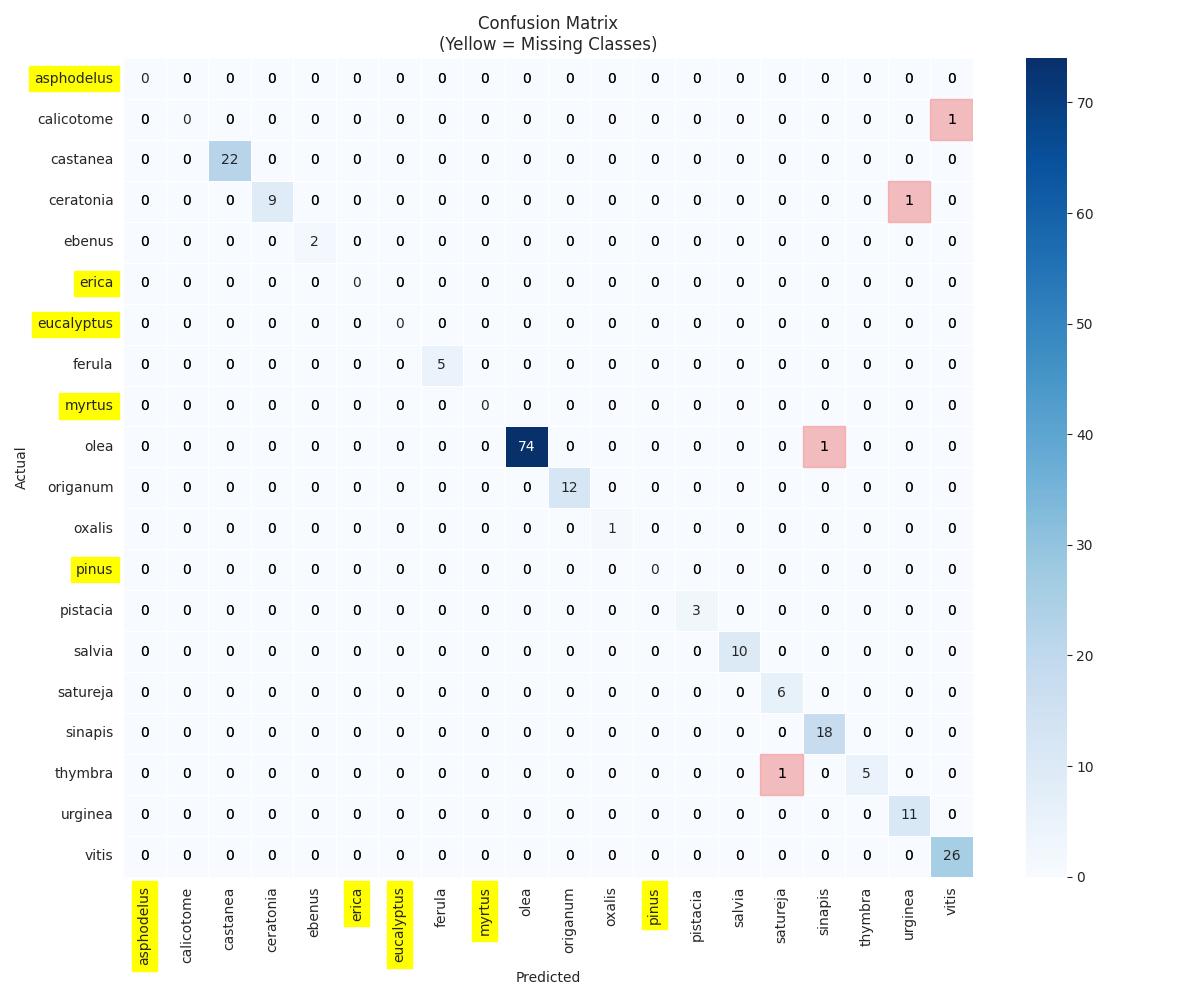 Confusion Matrix
(Yellow = Missing Classes)
asphodelus 0 0 0 0 0 0 0 0 0 0 0 0 0 0 0 0 0 0 0 0
calicotome 0 0 0 0 0 0 0 0 0 0 0 0 0 0 0 0 0 0 0 1
castanea 0 0 22 0 0 0 0 0 0 0 0 0 0 0 0 0 0 0 0 0
ceratonia 0 0 0 9 0 0 0 0 0 0 0 0 0 0 0 0 0 0 1 0
ebenus 0 0 0 0 2 0 0 0 0 0 0 0 0 0 0 0 0 0 0 0
erica 0 0 0 0 0 0 0 0 0 0 0 0 0 0 0 0 0 0 0 0
eucalyptus 0 0 0 0 0 0 0 0 0 0 0 0 0 0 0 0 0 0 0 0
ferula 0 0 0 0 0 0 0 5 0 0 0 0 0 0 0 0 0 0 0 0
myrtus 0 0 0 0 0 0 0 0 0 0 0 0 0 0 0 0 0 0 0 0
olea 0 0 0 0 0 0 0 0 0 74 0 0 0 0 0 0 1 0 0 0
origanum 0 0 0 0 0 0 0 0 0 0 12 0 0 0 0 0 0 0 0 0
oxalis 0 0 0 0 0 0 0 0 0 0 0 1 0 0 0 0 0 0 0 0
pinus 0 0 0 0 0 0 0 0 0 0 0 0 0 0 0 0 0 0 0 0
pistacia 0 0 0 0 0 0 0 0 0 0 0 0 0 3 0 0 0 0 0 0
salvia 0 0 0 0 0 0 0 0 0 0 0 0 0 0 10 0 0 0 0 0
satureja 0 0 0 0 0 0 0 0 0 0 0 0 0 0 0 6 0 0 0 0
sinapis 0 0 0 0 0 0 0 0 0 0 0 0 0 0 0 0 18 0 0 0
thymbra 0 0 0 0 0 0 0 0 0 0 0 0 0 0 0 1 0 5 0 0
urginea 0 0 0 0 0 0 0 0 0 0 0 0 0 0 0 0 0 0 11 0
vitis 0 0 0 0 0 0 0 0 0 0 0 0 0 0 0 0 0 0 0 26
asphodelus calicotome castanea ceratonia ebenus erica eucalyptus ferula myrtus olea origanum oxalis pinus pistacia salvia satureja sinapis thymbra urginea vitis
Predicted
Actual
70
60
50
40
30
20
10
0